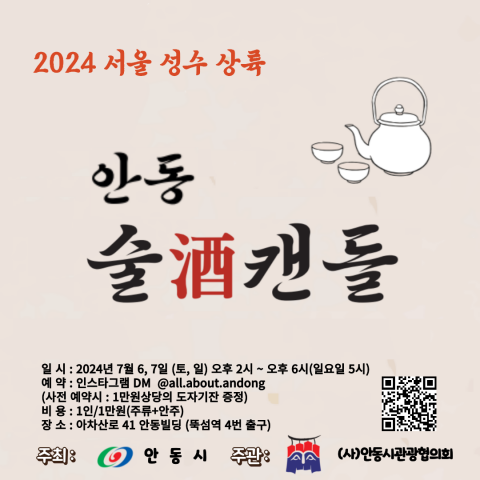 2024 서울 성수 상륙
안동
술酒캔들
일 시 : 2024년 7월 6, 7일 (토, 일) 오후 2시 ~ 오후 6시(일요일 5시)
예 약 : 인스타그램 DM @all.about.andong
(사전 예약시 : 1만원상당의 도자기잔 증정)
비 용 : 1인/1만원(주류+안주)
장 소 : 아차산로 41 안동빌딩 (뚝섬역 4번 출구)
주최 : 안동시 주관 : (사)안동시관광협의회